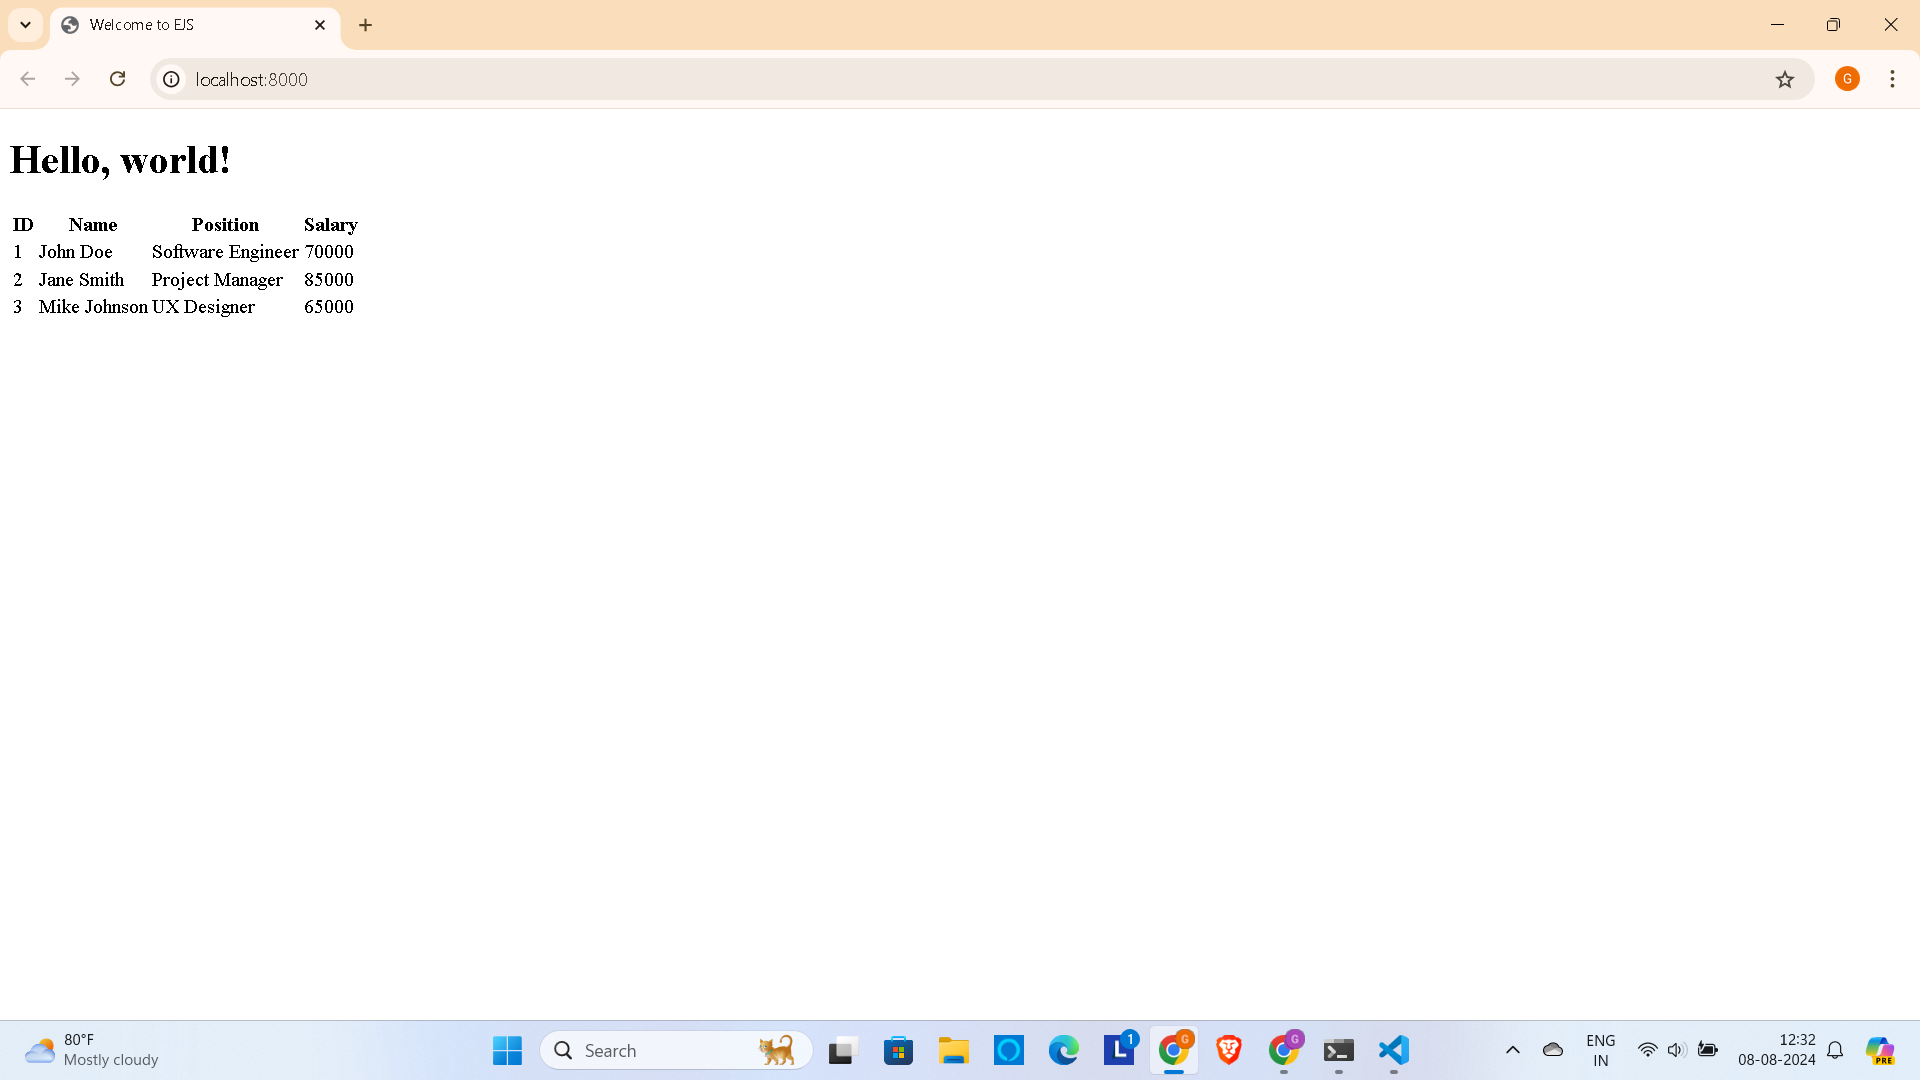 Welcome to EJS
localhost:8000
G
Hello, world!
ID Name Position Salary
1 John Doe Software Engineer 70000
2 Jane Smith Project Manager 85000
3 Mike Johnson UX Designer 65000
80°F
Mostly cloudy
Search
L 1
G
G
PRE
ENG
IN
12:32
08-08-2024